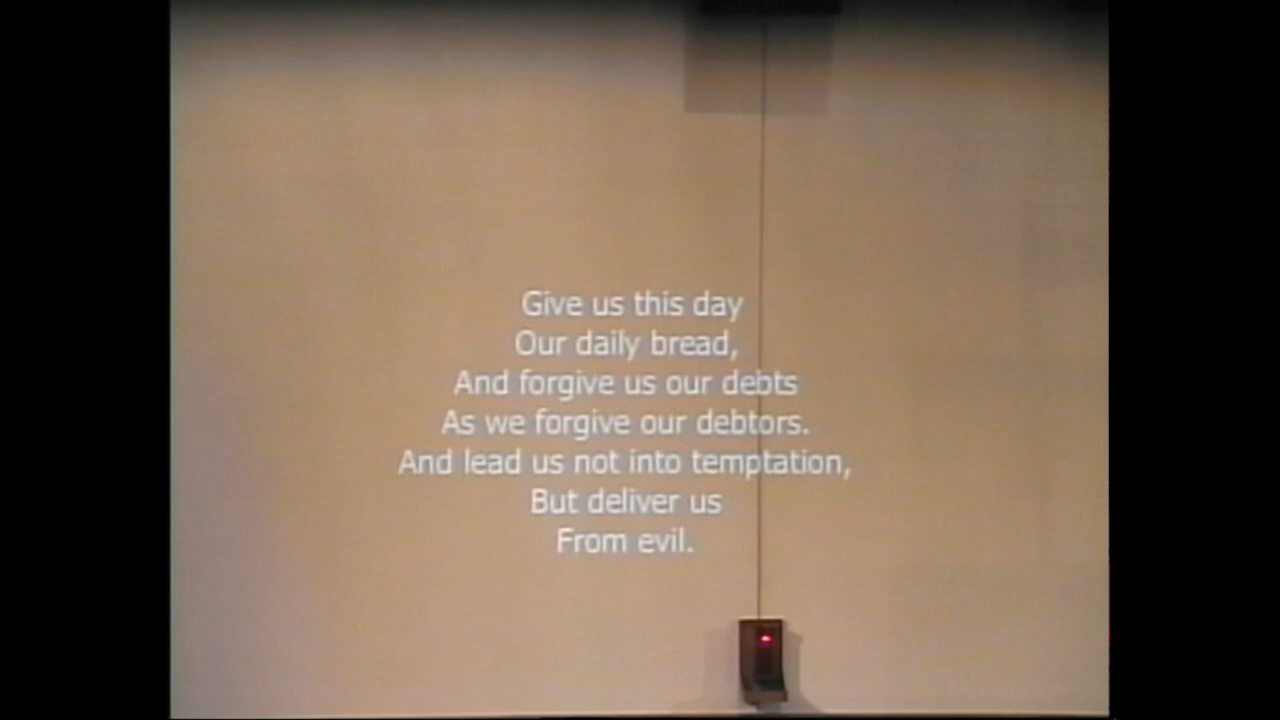 Give us this day
Our daily bread,
And forgive us our debts
As we forgive our debtors.
And lead us not into temptation,
But deliver us
From evil.